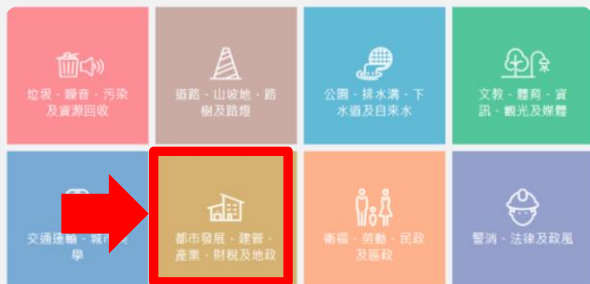 垃圾、噪音、污染
及資源回收
道路、山坡地、路
樹及路燈
公園、排水溝、下
水道及自來水
文教、體育、資
訊、觀光及媒體
交通運輸、城市
學
都市發展、建管、
產業、財稅及地政
衛福、勞動、民政
及區政
警消、法律及政風